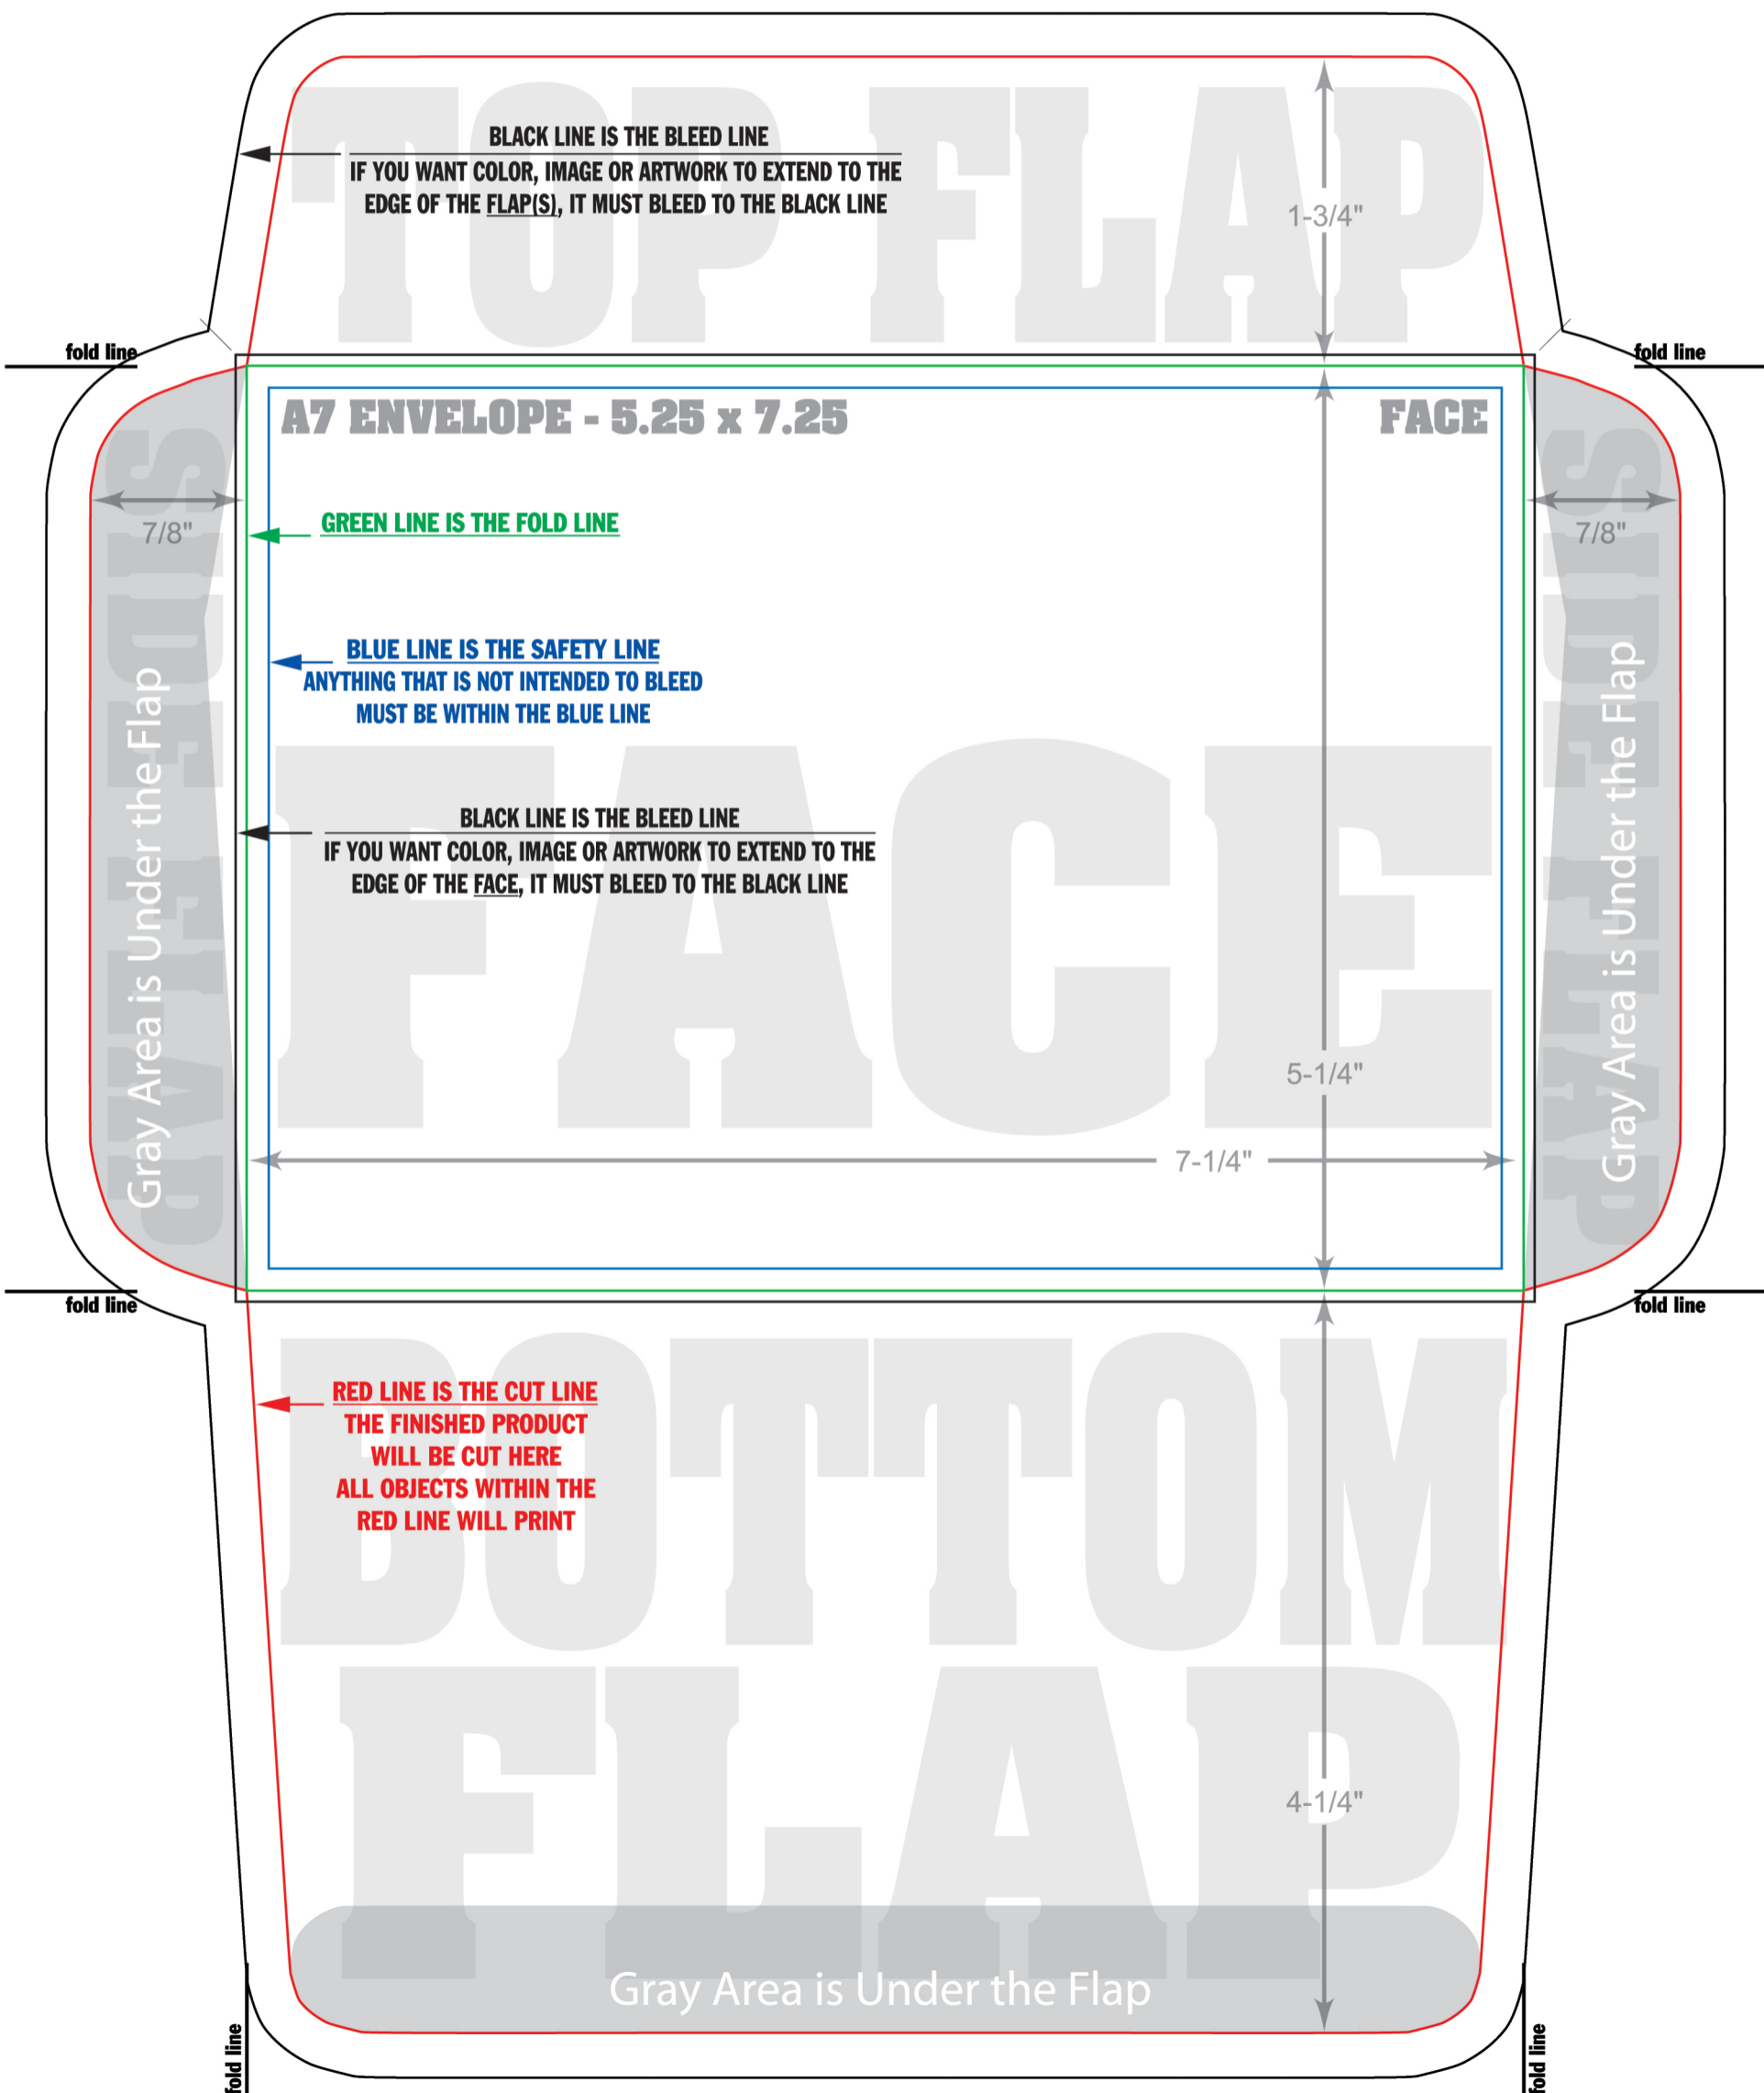 TOP FLAP
BLACK LINE IS THE BLEED LINE
IF YOU WANT COLOR, IMAGE OR ARTWORK TO EXTEND TO THE
EDGE OF THE FLAP(S), IT MUST BLEED TO THE BLACK LINE
1-3/4"
fold line
fold line
A7 ENVELOPE - 5.25 x 7.25
FACE
SIDE FLAP
7/8"
Gray Area is Under the Flap
GREEN LINE IS THE FOLD LINE
BLUE LINE IS THE SAFETY LINE
ANYTHING THAT IS NOT INTENDED TO BLEED
MUST BE WITHIN THE BLUE LINE
FACE
BLACK LINE IS THE BLEED LINE
IF YOU WANT COLOR, IMAGE OR ARTWORK TO EXTEND TO THE
EDGE OF THE FACE, IT MUST BLEED TO THE BLACK LINE
5-1/4"
7-1/4"
SIDE FLAP
7/8"
Gray Area is Under the Flap
fold line
fold line
BOTTOM
FLAP
RED LINE IS THE CUT LINE
THE FINISHED PRODUCT
WILL BE CUT HERE
ALL OBJECTS WITHIN THE
RED LINE WILL PRINT
4-1/4"
Gray Area is Under the Flap
fold line
fold line